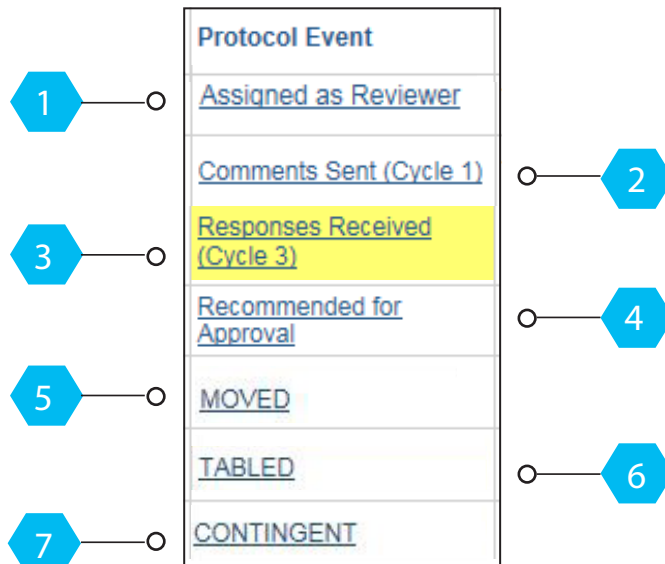 Protocol Event
1
Assigned as Reviewer
Comments Sent (Cycle 1)
2
3
Responses Received
(Cycle 3)
Recommended for
Approval
4
5
MOVED
TABLED
6
7
CONTINGENT